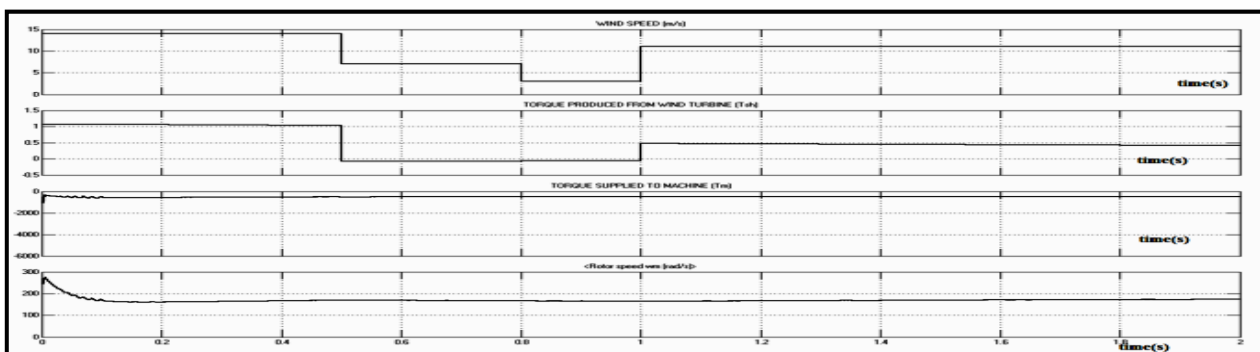 WIND SPEED [m/s]
15
10
5
0
time(s)
TORQUE PRODUCED FROM WIND TURBINE (Tsh)
1.5
1
0.5
0
-0.5
time(s)
TORQUE SUPPLIED TO MACHINE (Tm)
0
-2000
-4000
-6000
time(s)
<Rotor speed wm (rad/s)>
300
200
100
0
0 0.2 0.4 0.6 0.8 1 1.2 1.4 1.6 1.8 2
time(s)